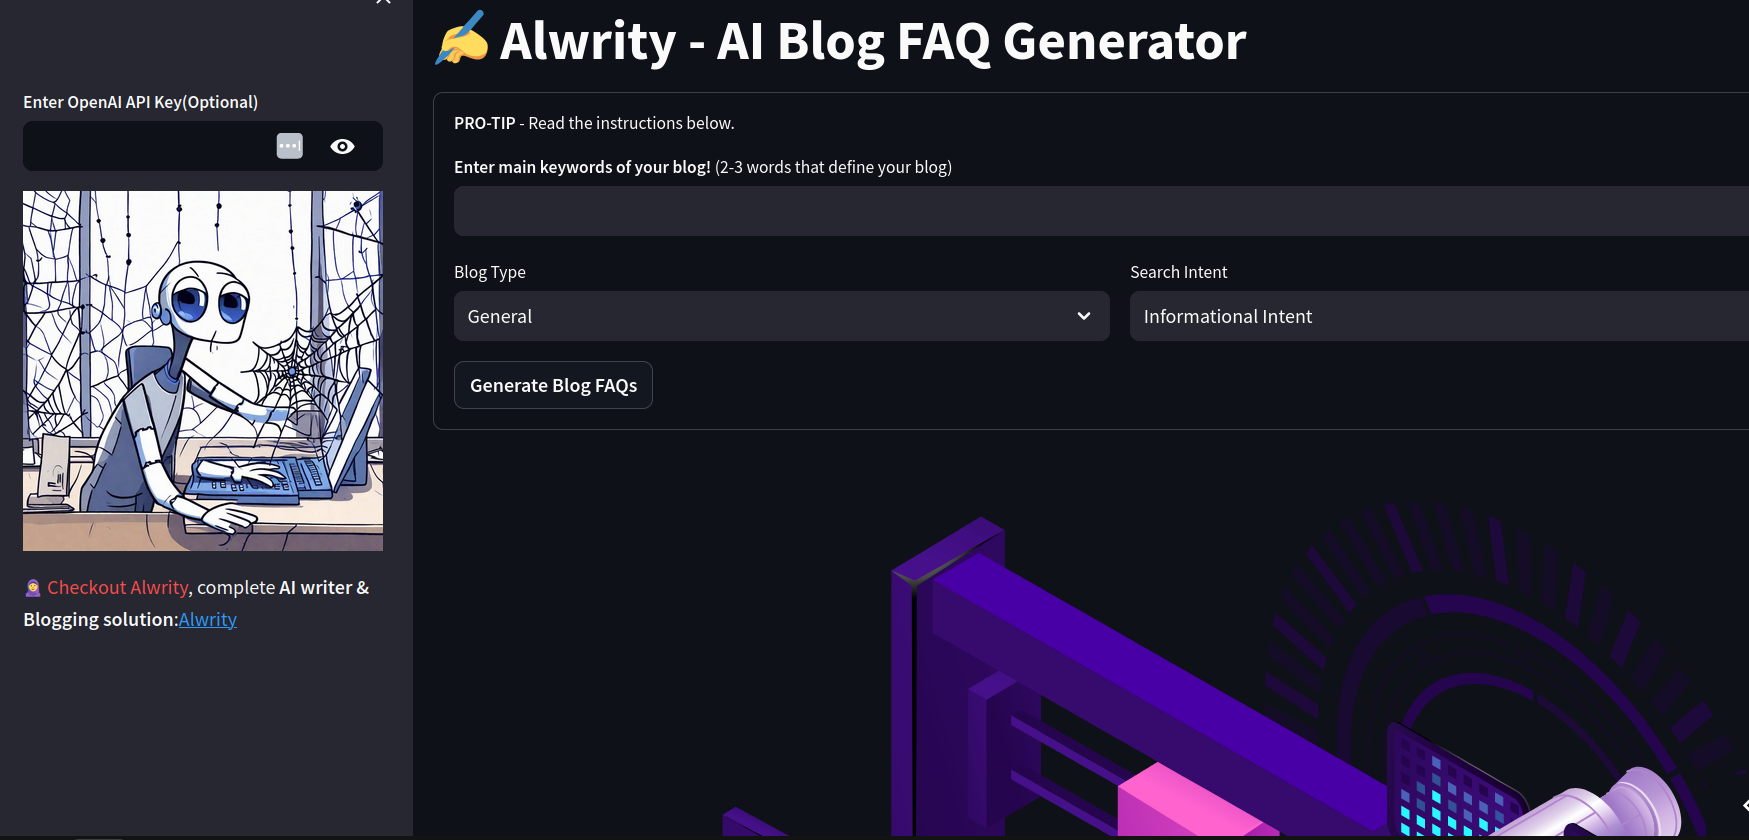 Alwrity - AI Blog FAQ Generator
Enter OpenAI API Key(Optional)
PRO-TIP - Read the instructions below.
Enter main keywords of your blog! (2-3 words that define your blog)
Blog Type
Search Intent
General
Informational Intent
Generate Blog FAQs
Checkout Alwrity, complete AI writer &
Blogging solution:Alwrity